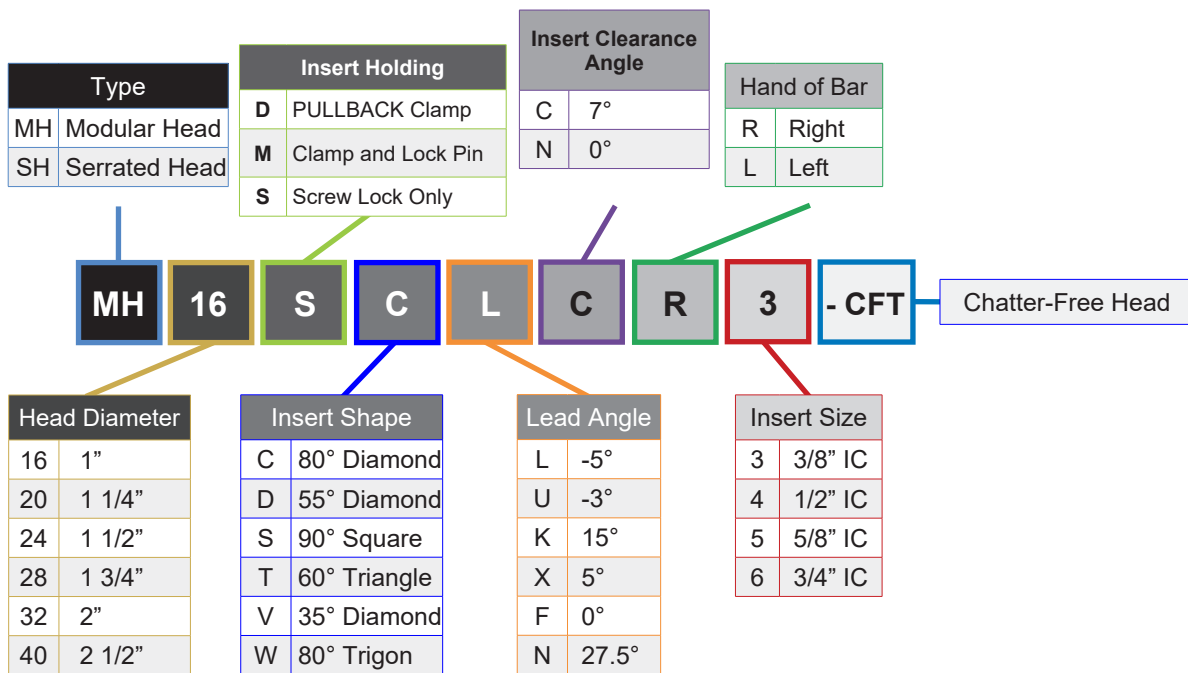 Type
MH Modular Head
SH Serrated Head
Insert Holding
D PULLBACK Clamp
M Clamp and Lock Pin
S Screw Lock Only
Insert Clearance
Angle
C 7°
N 0°
Hand of Bar
R Right
L Left
MH 16 S C L C R 3 - CFT Chatter-Free Head
Head Diameter
16 1”
20 1 1/4”
24 1 1/2”
28 1 3/4”
32 2”
40 2 1/2”
Insert Shape
C 80° Diamond
D 55° Diamond
S 90° Square
T 60° Triangle
V 35° Diamond
W 80° Trigon
Lead Angle
L -5°
U -3°
K 15°
X 5°
F 0°
N 27.5°
Insert Size
3 3/8” IC
4 1/2” IC
5 5/8” IC
6 3/4” IC